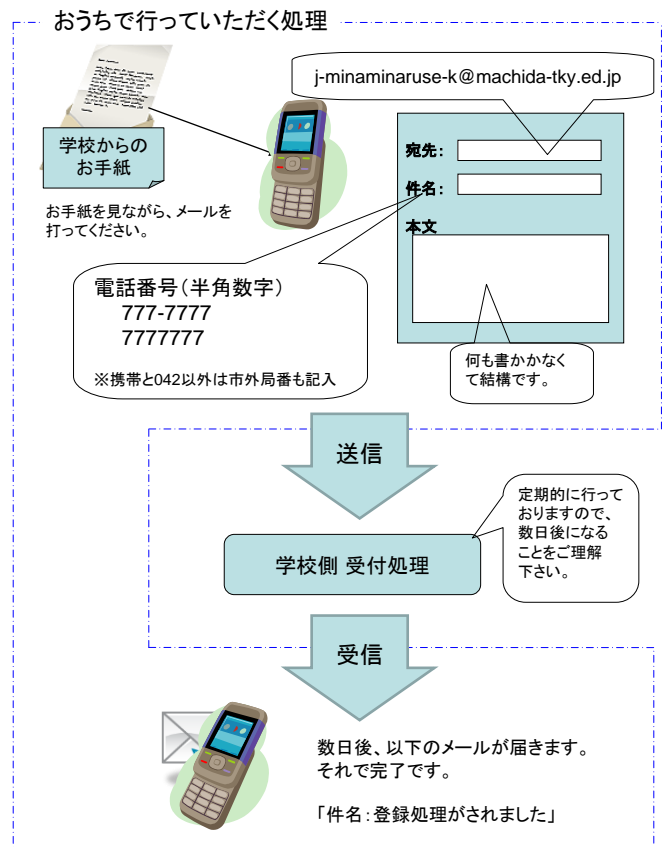 おうちで行っていただく処理
j-minaminaruse-k@machida-tky.ed.jp
学校からの
お手紙
宛先:
件名:
本文
お手紙を見ながら、メールを
打ってください。
電話番号(半角数字)
777-7777
7777777
※携帯と042以外は市外局番も記入
何も書かかなく
て結構です。
送信
定期的に行って
おりますので、
数日後になる
ことをご理解
下さい。
学校側 受付処理
受信
数日後、以下のメールが届きます。
それで完了です。
「件名:登録処理がされました」